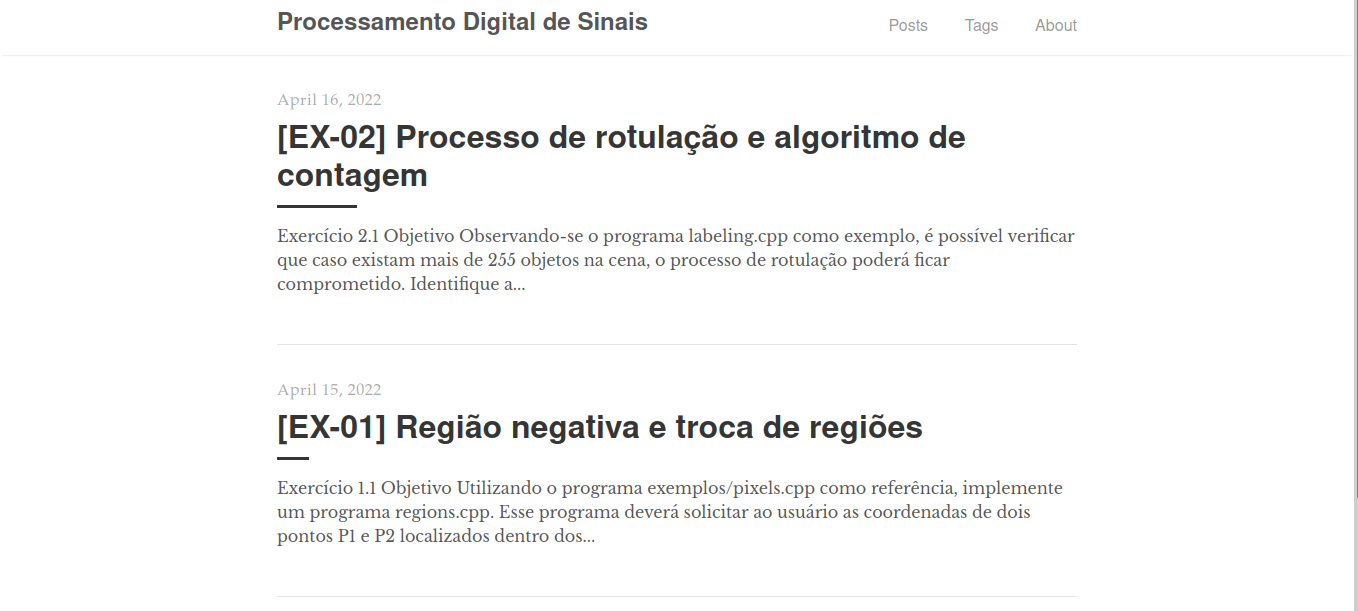 Processamento Digital de Sinais
Posts Tags About
April 16, 2022
[EX-02] Processo de rotulação e algoritmo de
contagem
Exercício 2.1 Objetivo Observando-se o programa labeling.cpp como exemplo, é possível verificar
que caso existam mais de 255 objetos na cena, o processo de rotulação poderá ficar
comprometido. Identifique a...
April 15, 2022
[EX-01] Região negativa e troca de regiões
Exercício 1.1 Objetivo Utilizando o programa exemplos/pixels.cpp como referência, implemente
um programa regions.cpp. Esse programa deverá solicitar ao usuário as coordenadas de dois
pontos P1 e P2 localizados dentro dos...